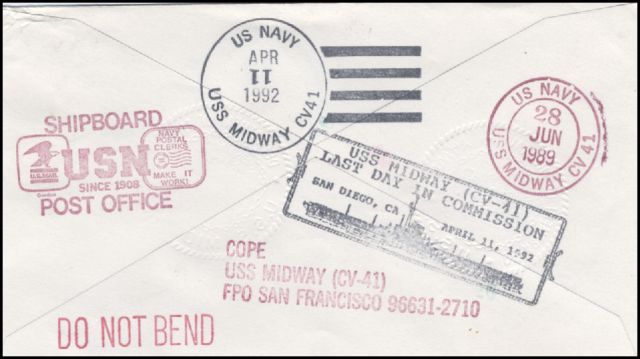 US NAVY
APR
11
1992
USS MIDWAY CV41
US NAVY
28
JUN
1989
USS MIDWAY CV 41
SHIPBOARD
U.S.MAIL
USN
SINCE 1908
NAVY
POSTAL
CLERKS
MAKE IT
WORK!
POST OFFICE
USS MIDWAY (CV-41)
LAST DAY IN COMMISSION
SAN DIEGO, CA
APRIL 11, 1992
COPE
USS MIDWAY (CV-41)
FPO SAN FRANCISCO 96631-2710
DO NOT BEND